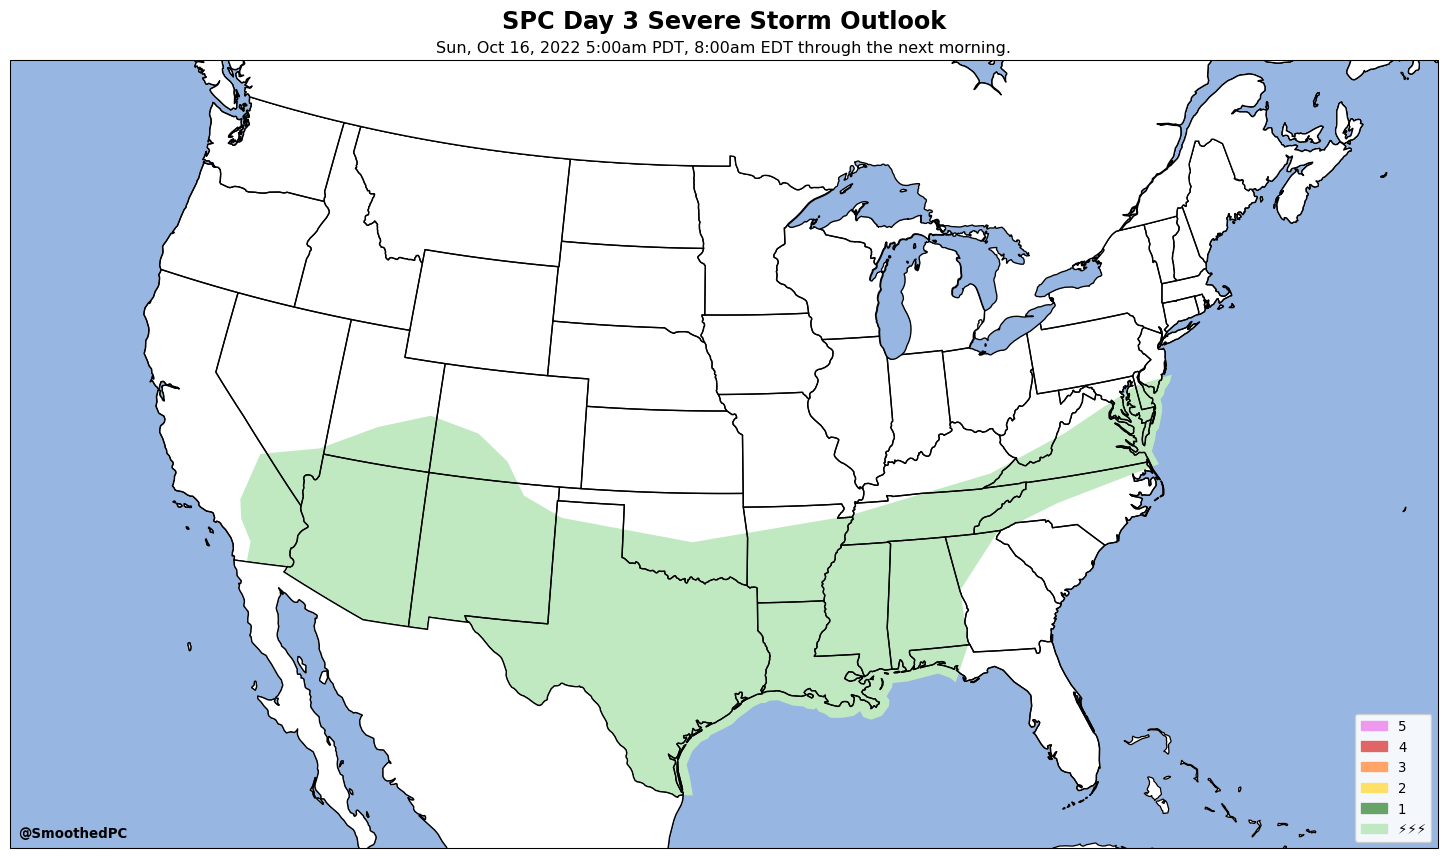 SPC Day 3 Severe Storm Outlook
Sun, Oct 16, 2022 5:00am PDT, 8:00am EDT through the next morning.
5
4
3
2
1
⚡⚡⚡
@SmoothedPC